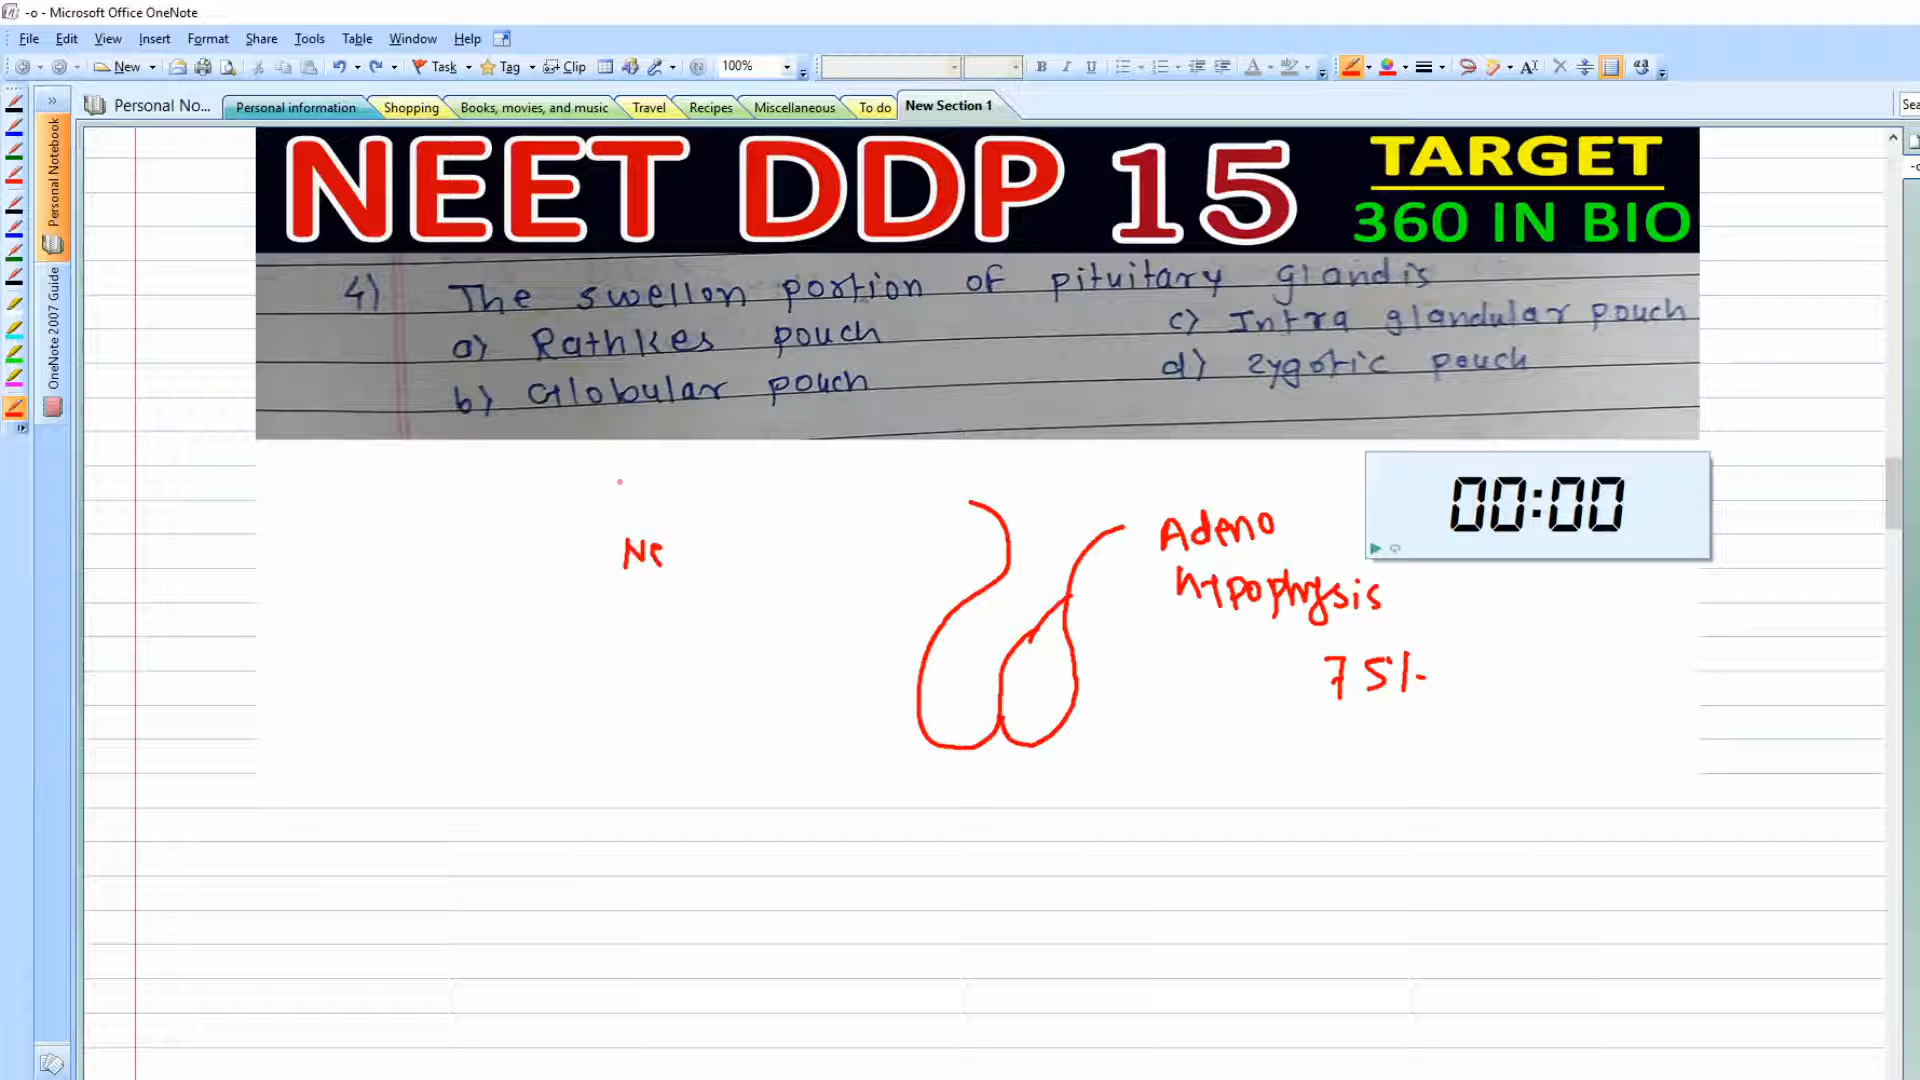 -o - Microsoft Office OneNote
File Edit View Insert Format Share Tools Table Window Help
New Task Tag Clip 100% B I U A
Personal No... Personal information Shopping Books, movies, and music Travel Recipes Miscellaneous To do New Section 1
Sea
Personal Notebook
OneNote 2007 Guide
NEET DDP 15
TARGET
360 IN BIO
4) The swellon portion of pituitary gland is
a) Rathkes pouch
b) Globular pouch
c) Intra glandular pouch
d) Zygotic pouch
00:00
Ne
Adeno
hypophysis
75%